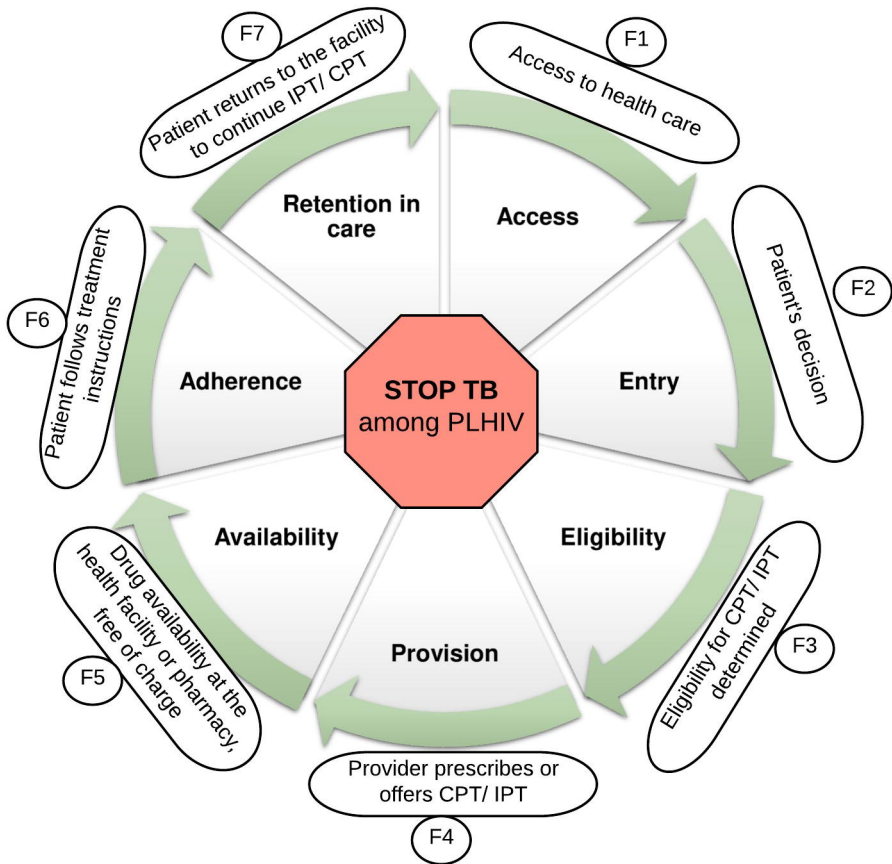 F1
Access to health care
Access
F2
Patient's decision
Entry
F3
Eligibility for CPT/ IPT
determined
Eligibility
F4
Provider prescribes or
offers CPT/ IPT
Provision
F5
Drug availability at the
health facility or pharmacy,
free of charge
Availability
F6
Patient follows treatment
instructions
Adherence
F7
Patient returns to the facility
to continue IPT/ CPT
Retention in
care
STOP TB
among PLHIV